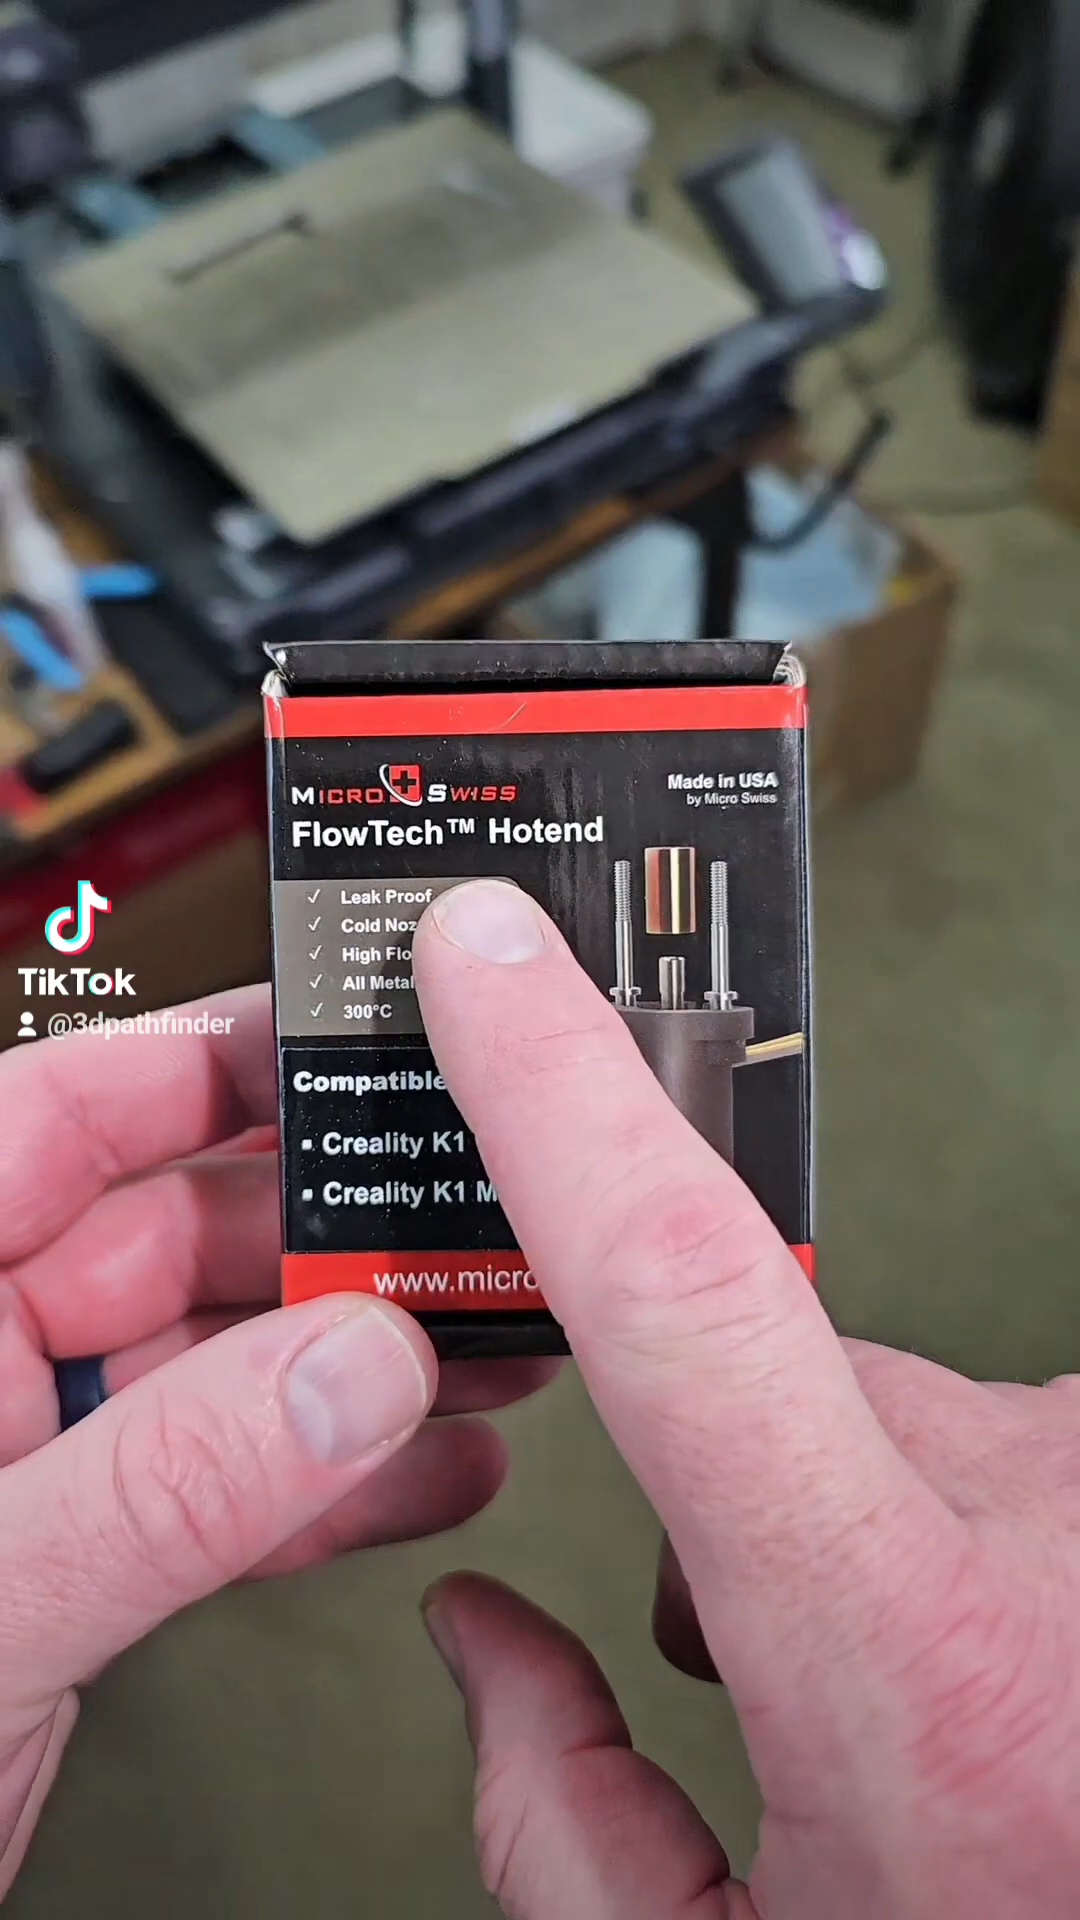 MICRO SWISS
FlowTech™ Hotend
Made in USA
by Micro Swiss
✓ Leak Proof
✓ Cold Noz
✓ High Flo
✓ All Metal
✓ 300°C
Compatible
▪ Creality K1
▪ Creality K1 M
www.micro
TikTok
@3dpathfinder